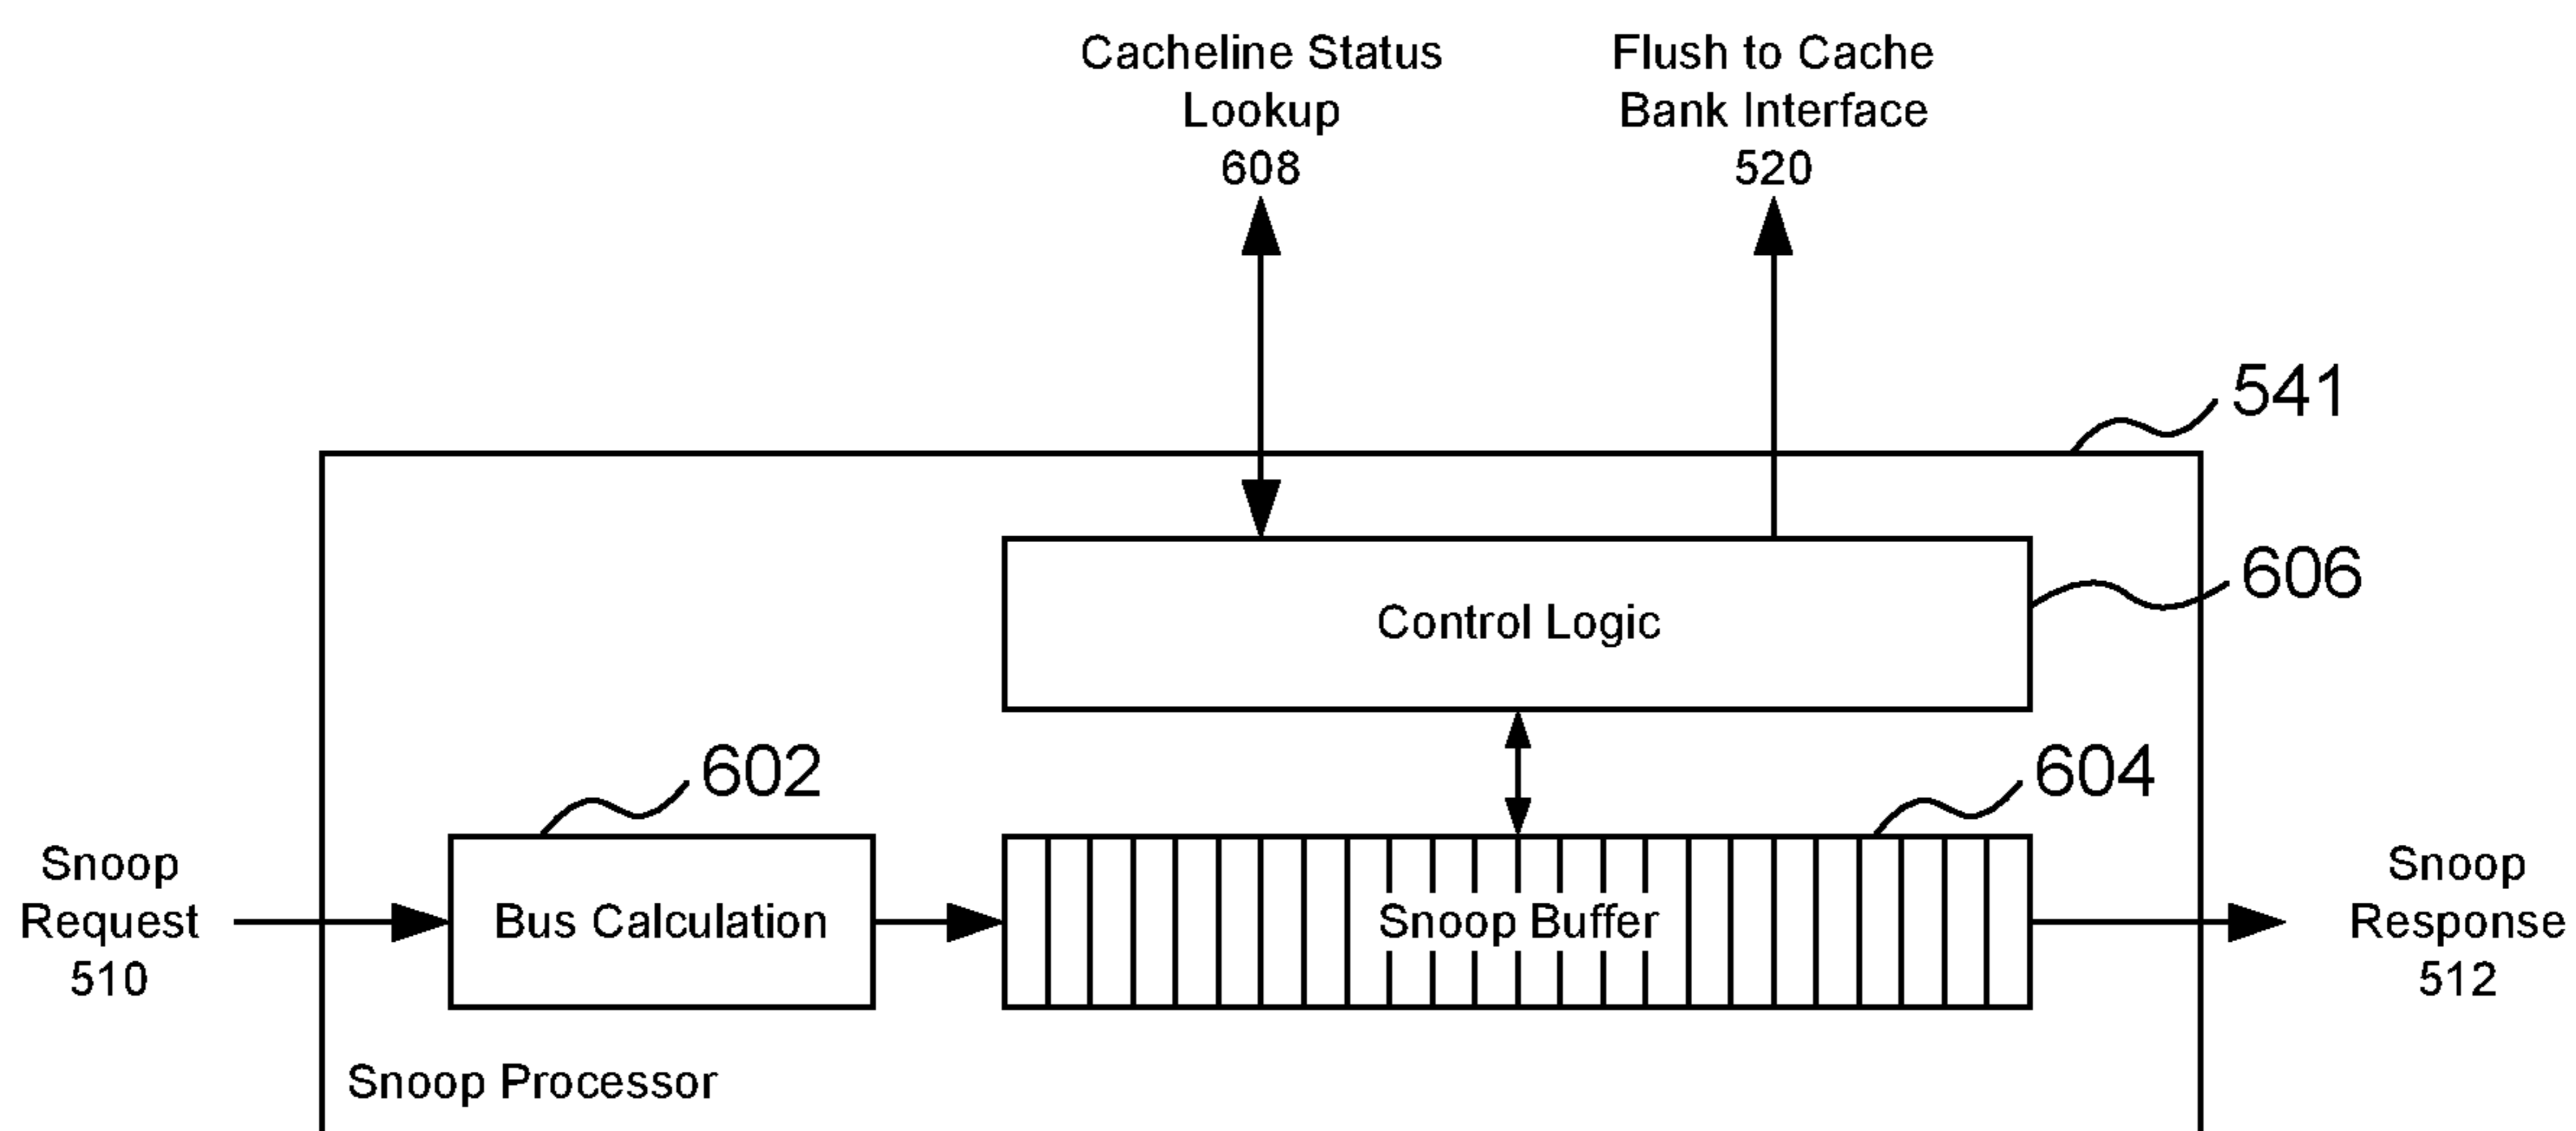 Cacheline Status
Lookup
608
Flush to Cache
Bank Interface
520
541
Control Logic
606
602
604
Snoop
Request
510
Bus Calculation
Snoop Buffer
Snoop
Response
512
Snoop Processor